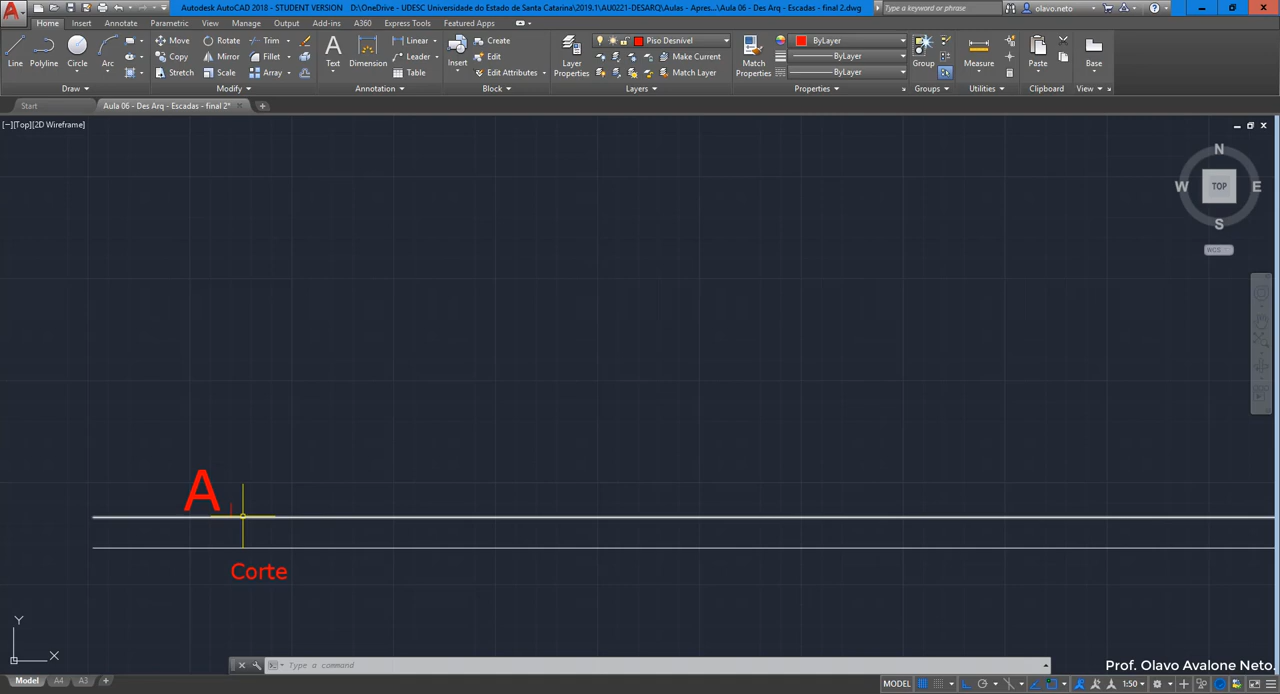 Autodesk AutoCAD 2018 - STUDENT VERSION D:\OneDrive - UDESC Universidade do Estado de Santa Catarina\2019.1\AU0221-DESARQ\Aulas - Apres...\Aula 06 - Des Arq - Escadas - final 2.dwg Type a keyword or phrase olavo.neto
Home Insert Annotate Parametric View Manage Output Add-ins A360 Express Tools Featured Apps
Line Polyline Circle Arc
Move Rotate Trim
Copy Mirror Fillet
Stretch Scale Array
Text Dimension
Linear
Leader
Table
Insert
Create
Edit
Edit Attributes
Layer Properties
Piso Desnível
Make Current
Match Layer
Match Properties
ByLayer
ByLayer
ByLayer
Group Measure Paste Base
Draw Modify Annotation Block Layers Properties Groups Utilities Clipboard View
Start Aula 06 - Des Arq - Escadas - final 2*
[−][Top][2D Wireframe]
N
W TOP E
S
WCS
A
Corte
Y
X
Type a command
Prof. Olavo Avalone Neto.
Model A4 A3
MODEL 1:50